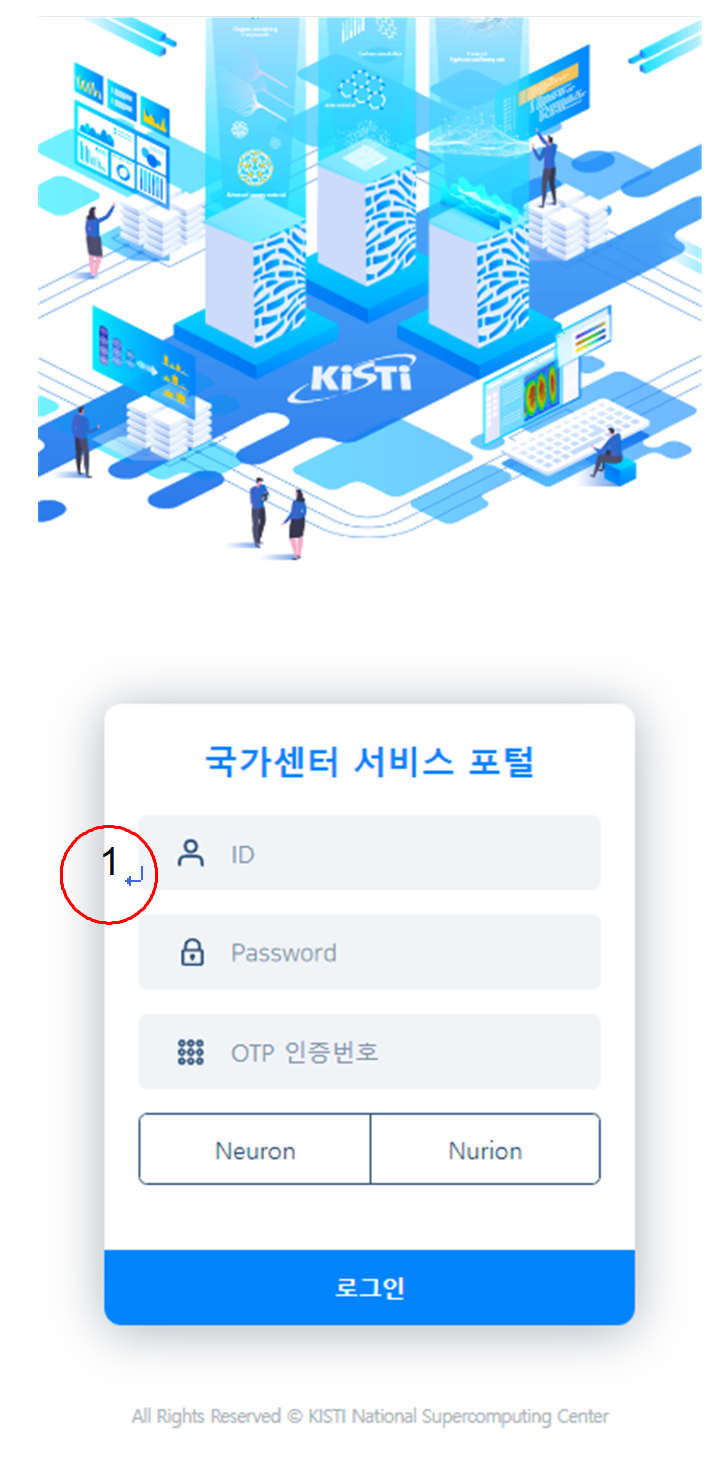 KiSTi
국가센터 서비스 포털
1
ID
Password
OTP 인증번호
Neuron Nurion
로그인
All Rights Reserved © KISTI National Supercomputing Center